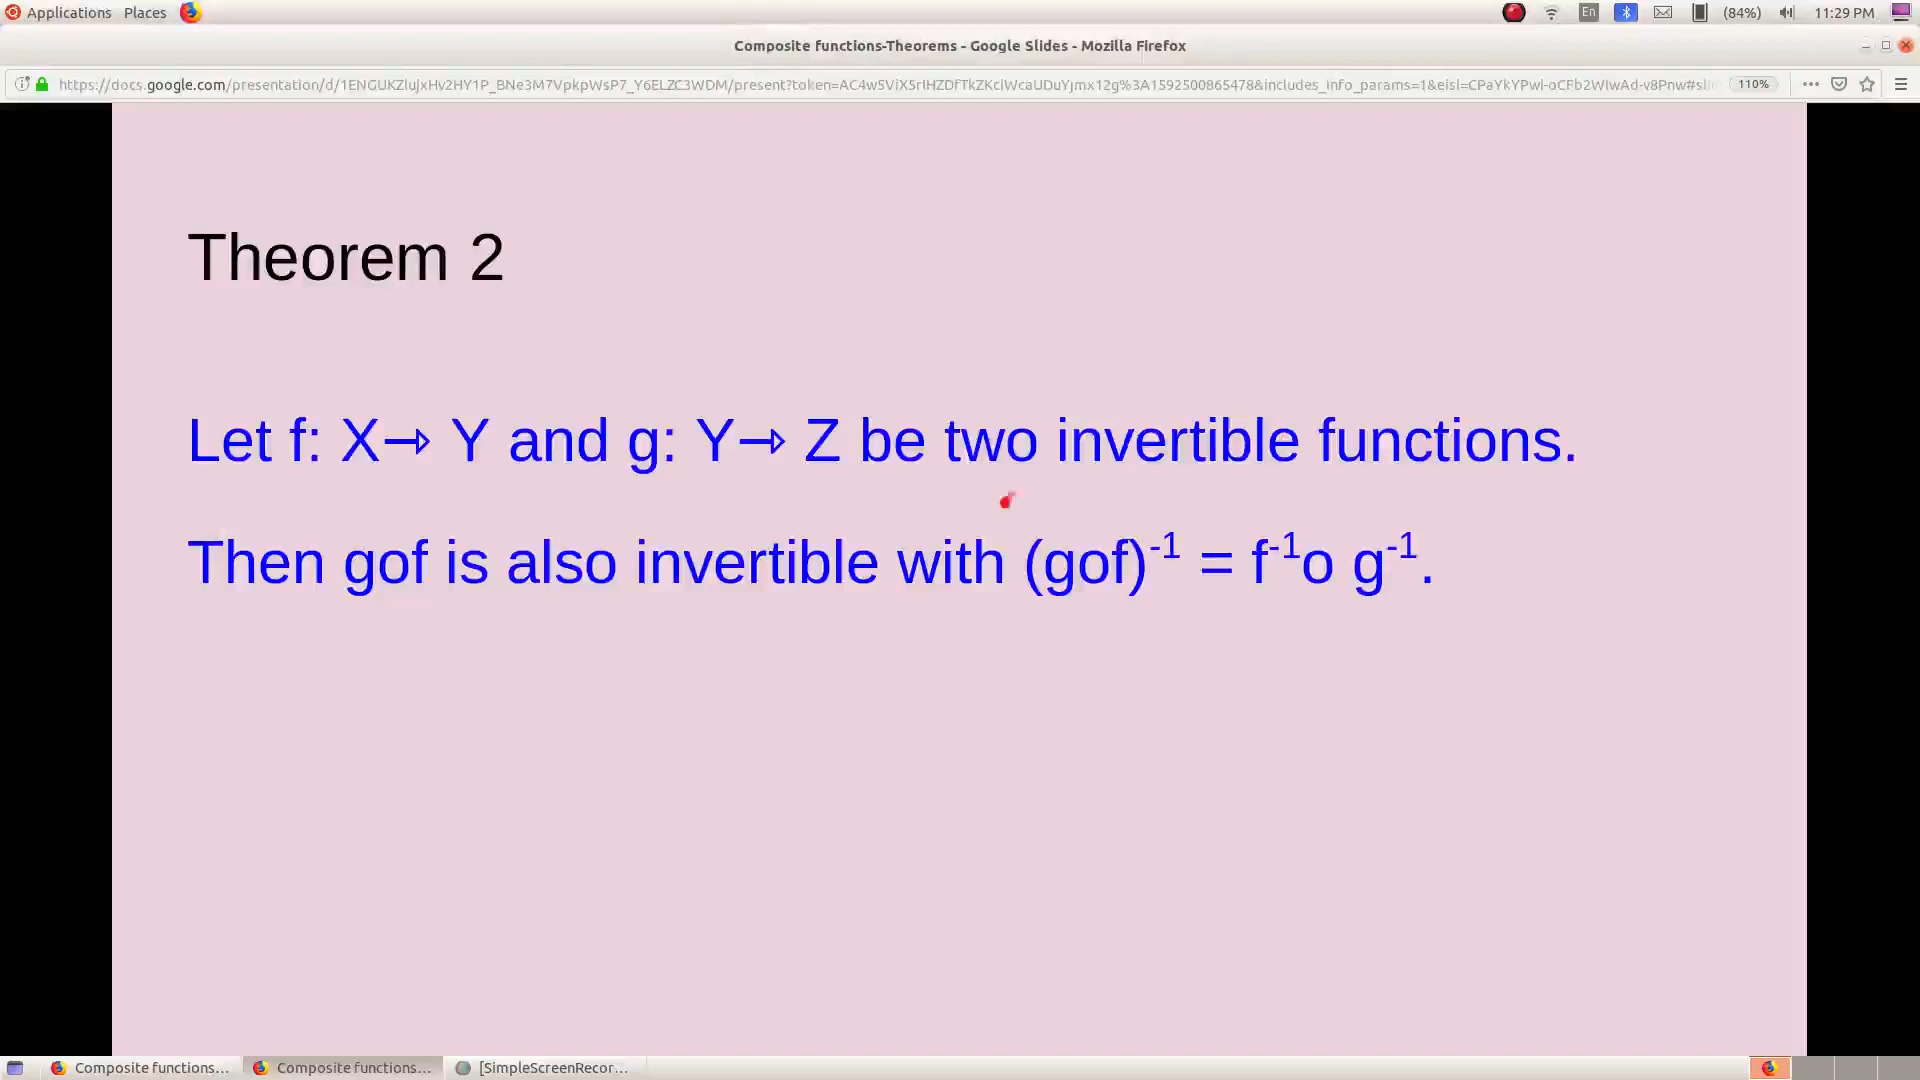 Applications Places En (84%) 11:29 PM
Composite functions-Theorems - Google Slides - Mozilla Firefox
110%
Theorem 2
Let f: X→ Y and g: Y→ Z be two invertible functions.
Then gof is also invertible with (gof)⁻¹ = f⁻¹o g⁻¹.
Composite functions... Composite functions... [SimpleScreenRecor...